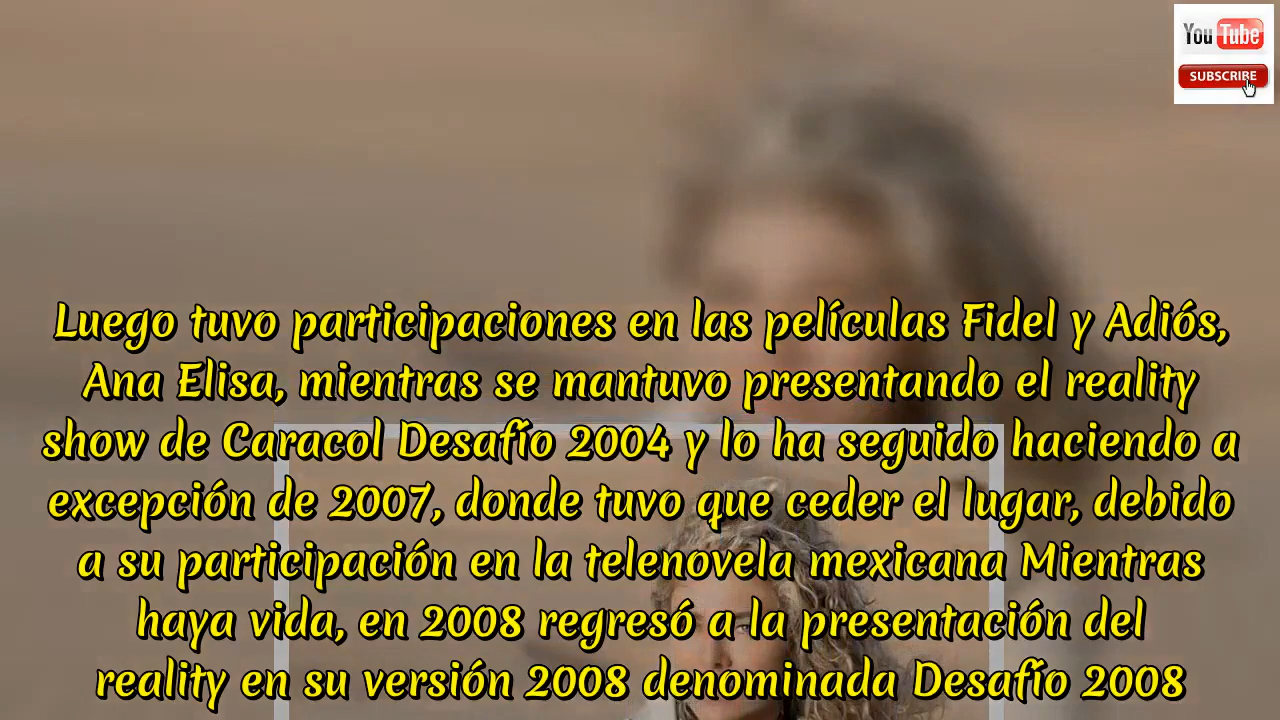 You Tube
SUBSCRIBE
Luego tuvo participaciones en las películas Fidel y Adiós,
Ana Elisa, mientras se mantuvo presentando el reality
show de Caracol Desafío 2004 y lo ha seguido haciendo a
excepción de 2007, donde tuvo que ceder el lugar, debido
a su participación en la telenovela mexicana Mientras
haya vida, en 2008 regresó a la presentación del
reality en su versión 2008 denominada Desafío 2008